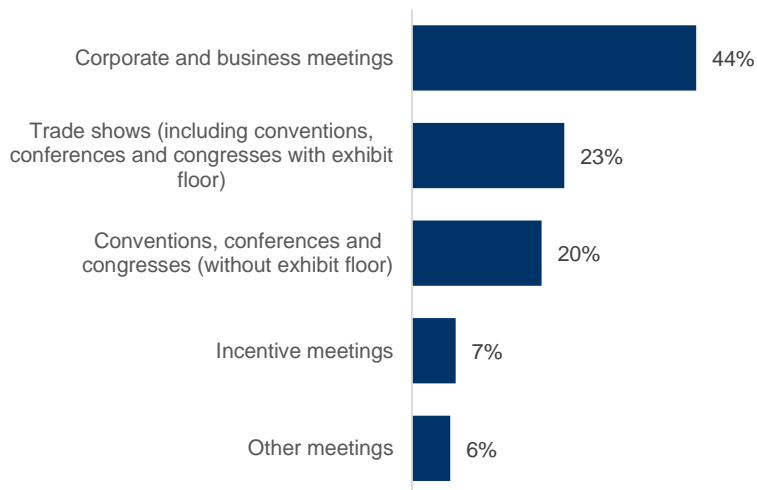 Corporate and business meetings
44%
Trade shows (including conventions,
conferences and congresses with exhibit
floor)
23%
Conventions, conferences and
congresses (without exhibit floor)
20%
Incentive meetings
7%
Other meetings
6%